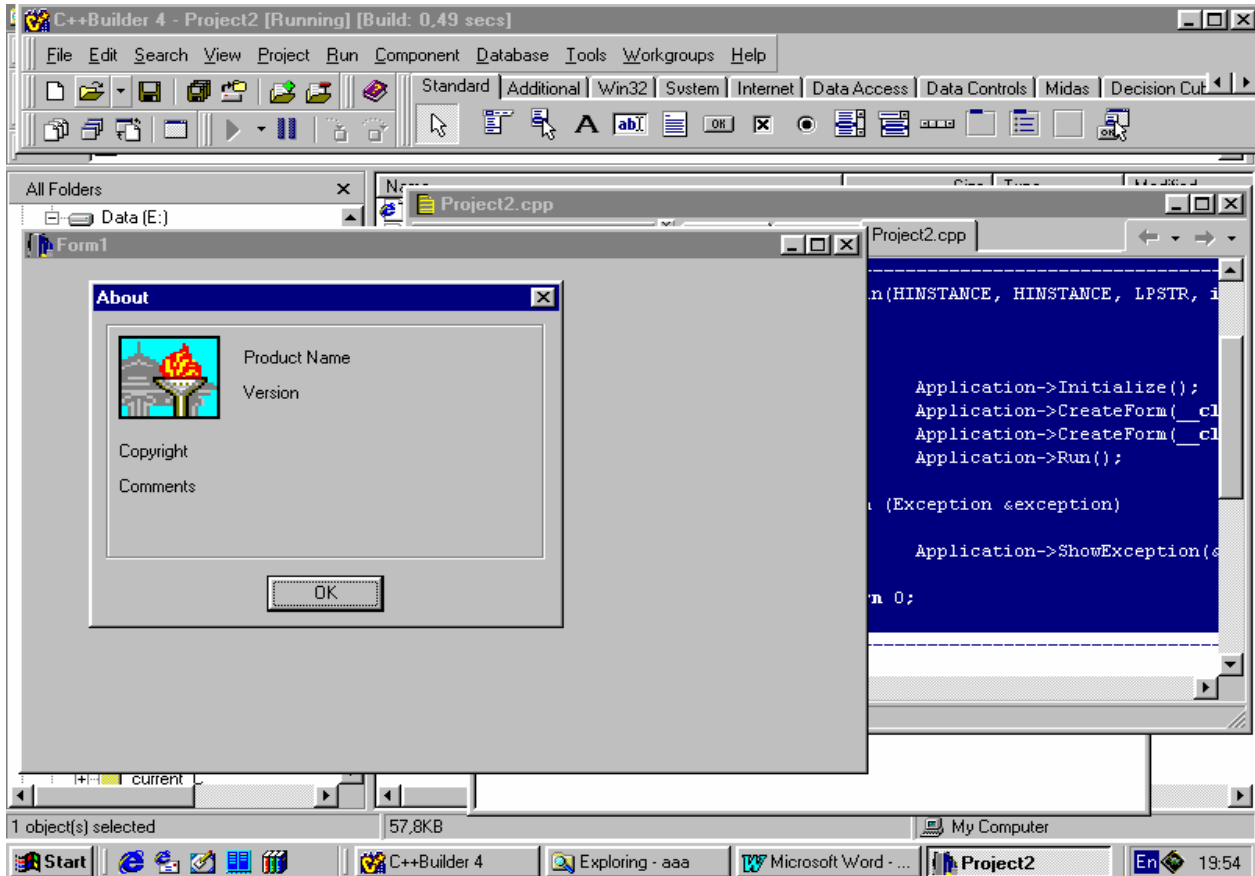 C++Builder 4 - Project2 [Running] [Build: 0,49 secs]
File Edit Search View Project Run Component Database Tools Workgroups Help
Standard Additional Win32 System Internet Data Access Data Controls Midas Decision Cub
All Folders
Data (E:)
Project2.cpp
Project2.cpp
Form1
About
Product Name
Version
Copyright
Comments
OK
n(HINSTANCE, HINSTANCE, LPSTR, i
Application->Initialize();
Application->CreateForm(__cl
Application->CreateForm(__cl
Application->Run();
(Exception &exception)
Application->ShowException(&
n 0;
current_c
1 object(s) selected
57,8KB
My Computer
Start
C++Builder 4
Exploring - aaa
Microsoft Word - ...
Project2
En
19:54